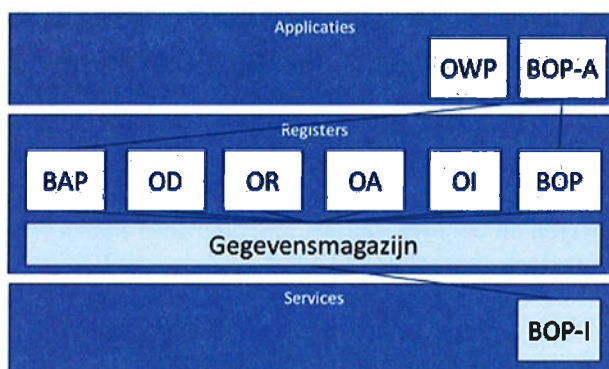 Applicaties
OWP BOP-A
Registers
BAP OD OR OA OI BOP
Gegevensmagazijn
Services
BOP-I